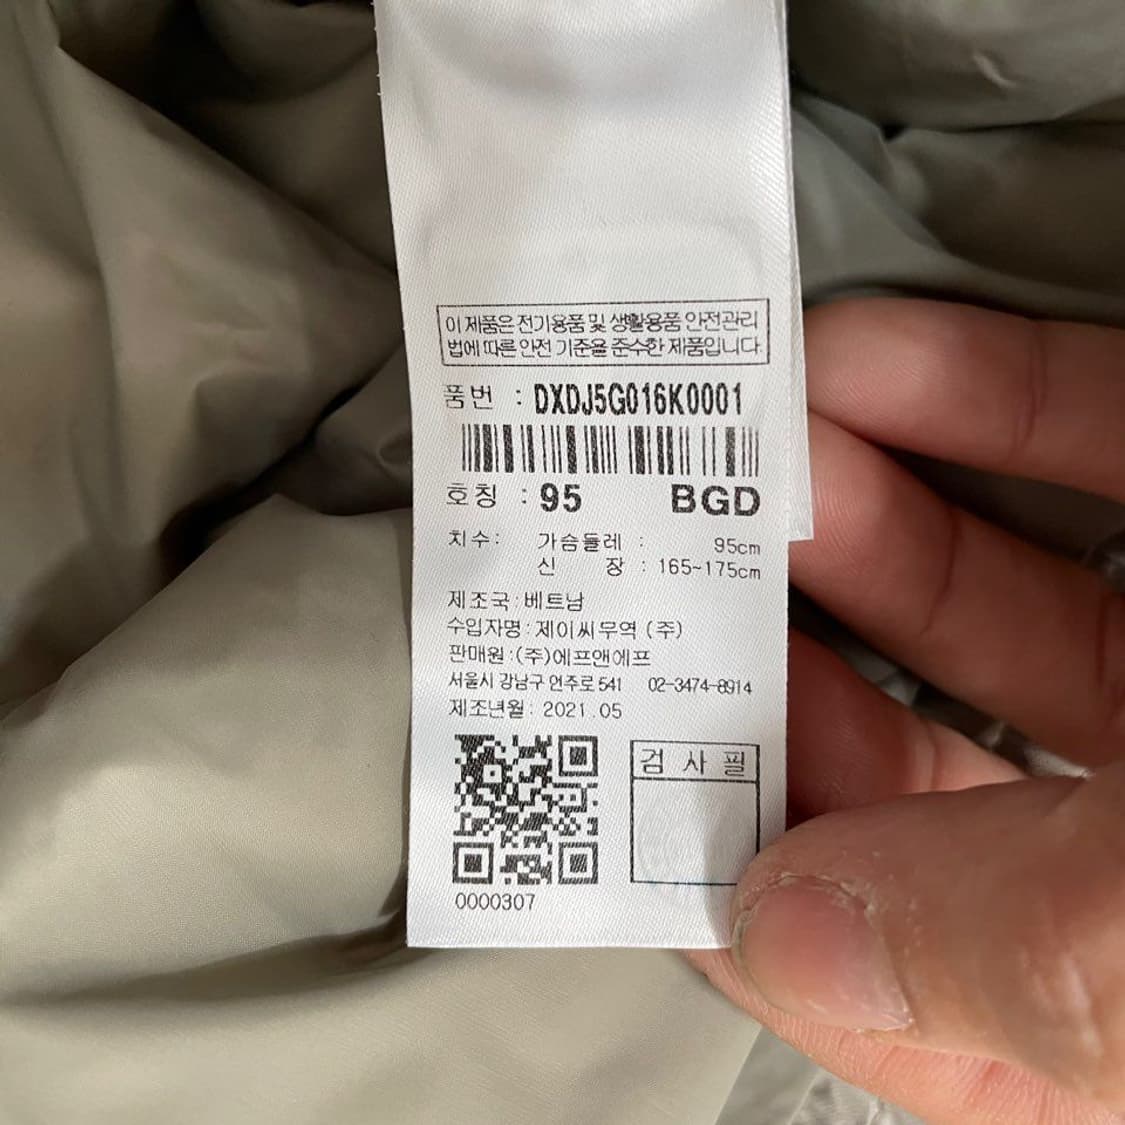 이 제품은 전기용품 및 생활용품 안전관리
법에 따른 안전 기준을 준수한 제품입니다.
품번 : DXDJ5G016K0001
호칭 : 95 BGD
치수: 가슴둘레 : 95cm
신 장 : 165~175cm
제조국:베트남
수입자명:제이씨무역 (주)
판매원:(주)에프앤에프
서울시 강남구 언주로 541 02-3474-8914
제조년월: 2021.05
검 사 필
0000307